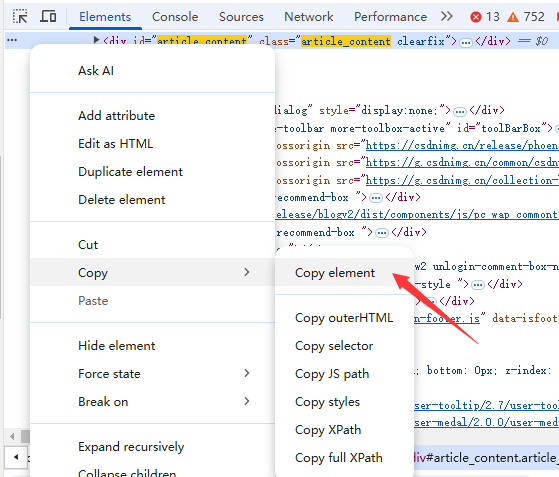 Elements Console Sources Network Performance >> 13 752
... <div id="article_content" class="article_content clearfix"> ... </div> == $0
Ask AI
dialog" style="display:none;"> ... </div>
Add attribute
e-toolbar more-toolbox-active" id="toolBarBox">
Edit as HTML
ossorigin src="https://csdnimg.cn/release/phoen
Duplicate element
ossorigin src="https://g.csdnimg.cn/common/csdn
ossorigin src="https://g.csdnimg.cn/collection-b
Delete element
recommend-box "> ... </div>
elease/blogv2/dist/components/js/pc_wap_commont
recommend-box "> ... </div>
Cut
Copy
w2 unlogin-comment-box-n
Copy element
-style "> ... </div>
Paste
</div>
Copy outerHTML
n-footer.js" data-isfoot
Hide element
Copy selector
Force state
Copy JS path
; bottom: 0px; z-index:
Break on
Copy styles
user-tooltip/2.7/user-tool
Copy XPath
user-medal/2.0.0/user-med
Expand recursively
Copy full XPath
div#article_content.artic
Collapse children